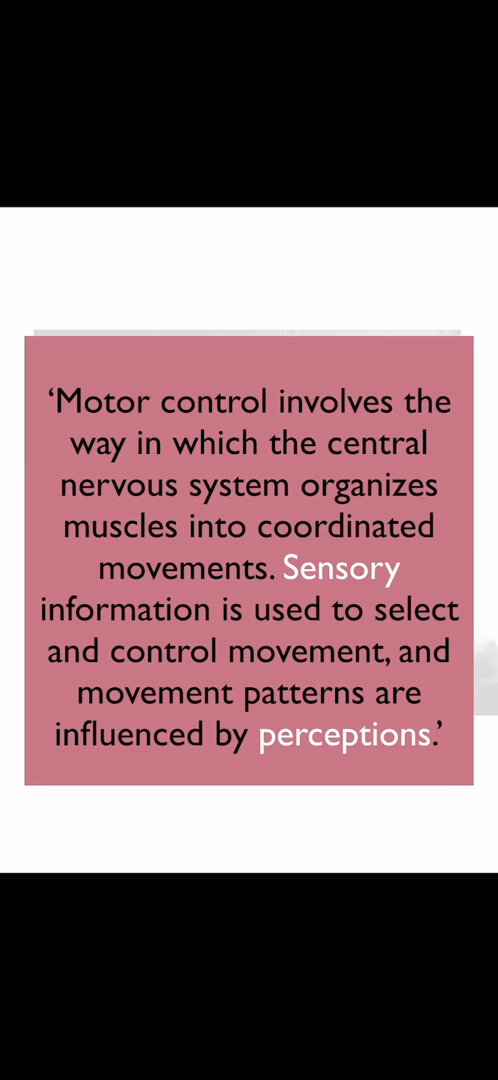 ‘Motor control involves the
way in which the central
nervous system organizes
muscles into coordinated
movements. Sensory
information is used to select
and control movement, and
movement patterns are
influenced by perceptions.’